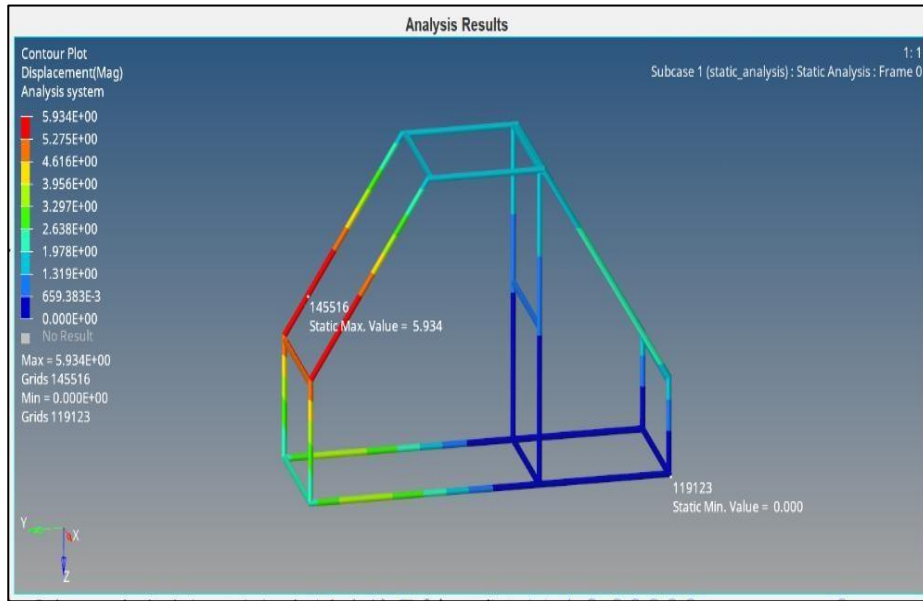 Analysis Results
Contour Plot
Displacement(Mag)
Analysis system
1: 1
Subcase 1 (static_analysis) : Static Analysis : Frame 0
5.934E+00
5.275E+00
4.616E+00
3.956E+00
3.297E+00
2.638E+00
1.978E+00
1.319E+00
659.383E-3
0.000E+00
No Result
Max = 5.934E+00
Grids 145516
Min = 0.000E+00
Grids 119123
145516
Static Max. Value = 5.934
119123
Static Min. Value = 0.000
Y
X
Z